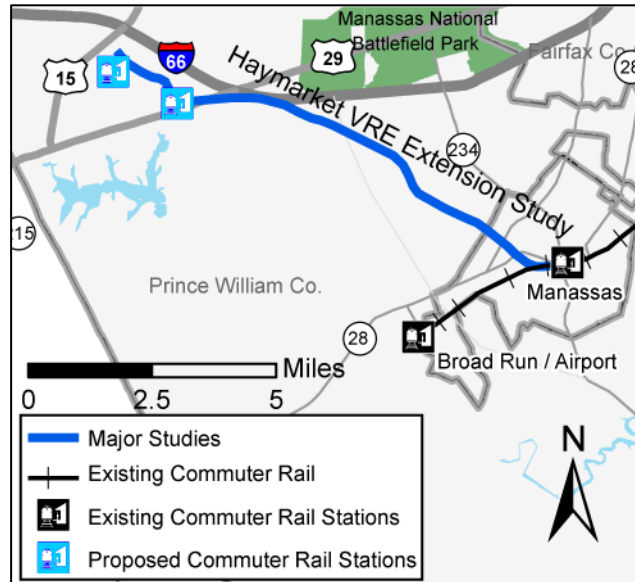 Manassas National
Battlefield Park
Fairfax Co
28
66
29
15
Haymarket VRE Extension Study
234
215
Prince William Co.
Manassas
28
Broad Run / Airport
Miles
0 2.5 5
Major Studies
N
Existing Commuter Rail
Existing Commuter Rail Stations
Proposed Commuter Rail Stations